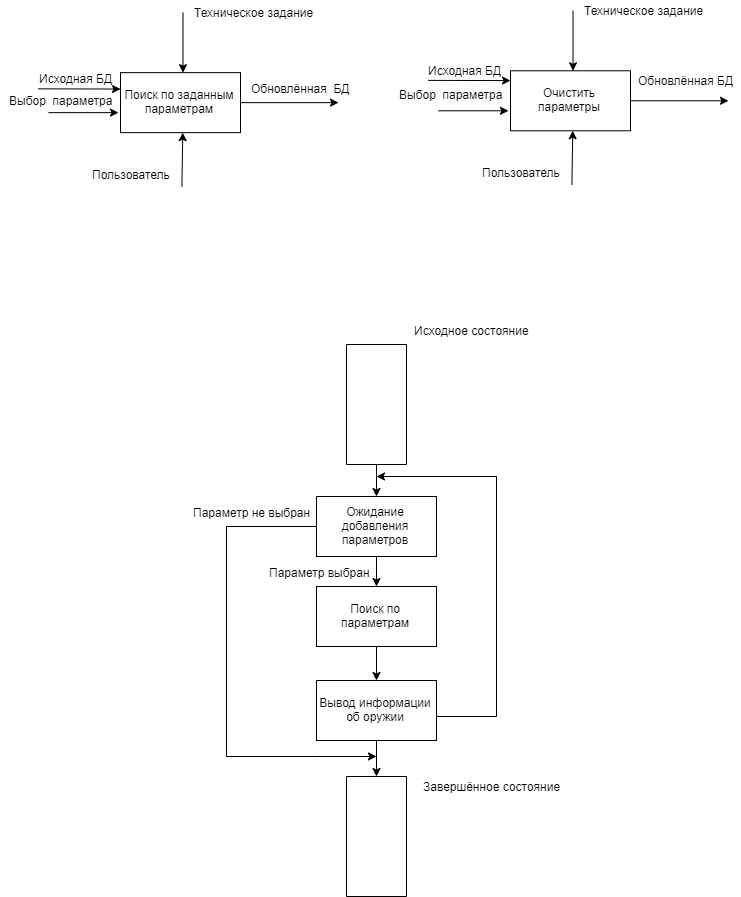 Техническое задание
Исходная БД
Выбор параметра
Поиск по заданным
параметрам
Обновлённая БД
Пользователь
Техническое задание
Исходная БД
Выбор параметра
Очистить
параметры
Обновлённая БД
Пользователь
Исходное состояние
Параметр не выбран
Ожидание
добавления
параметров
Параметр выбран
Поиск по
параметрам
Вывод информации
об оружии
Завершённое состояние